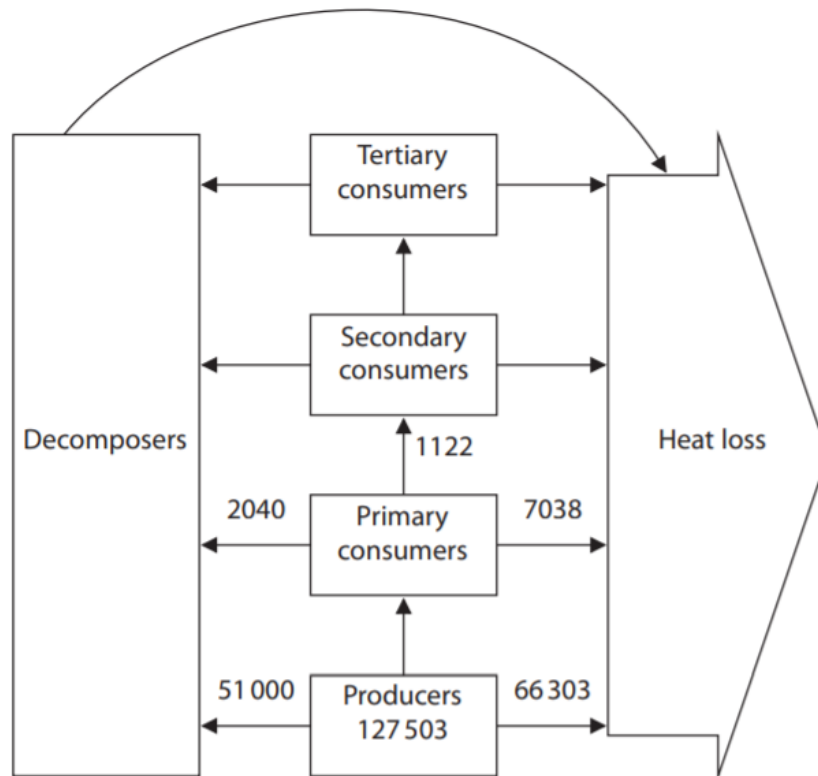 Tertiary
consumers
Secondary
consumers
Decomposers
1122
Heat loss
2040
Primary
consumers
7038
51 000
Producers
127 503
66 303